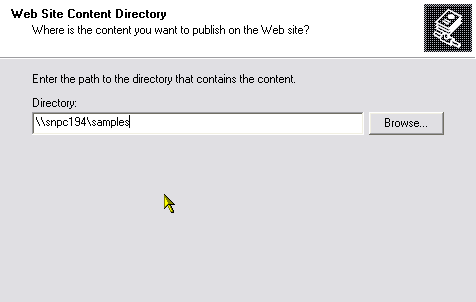 Web Site Content Directory
Where is the content you want to publish on the Web site?
Enter the path to the directory that contains the content.
Directory:
\\snpc194\samples
Browse...